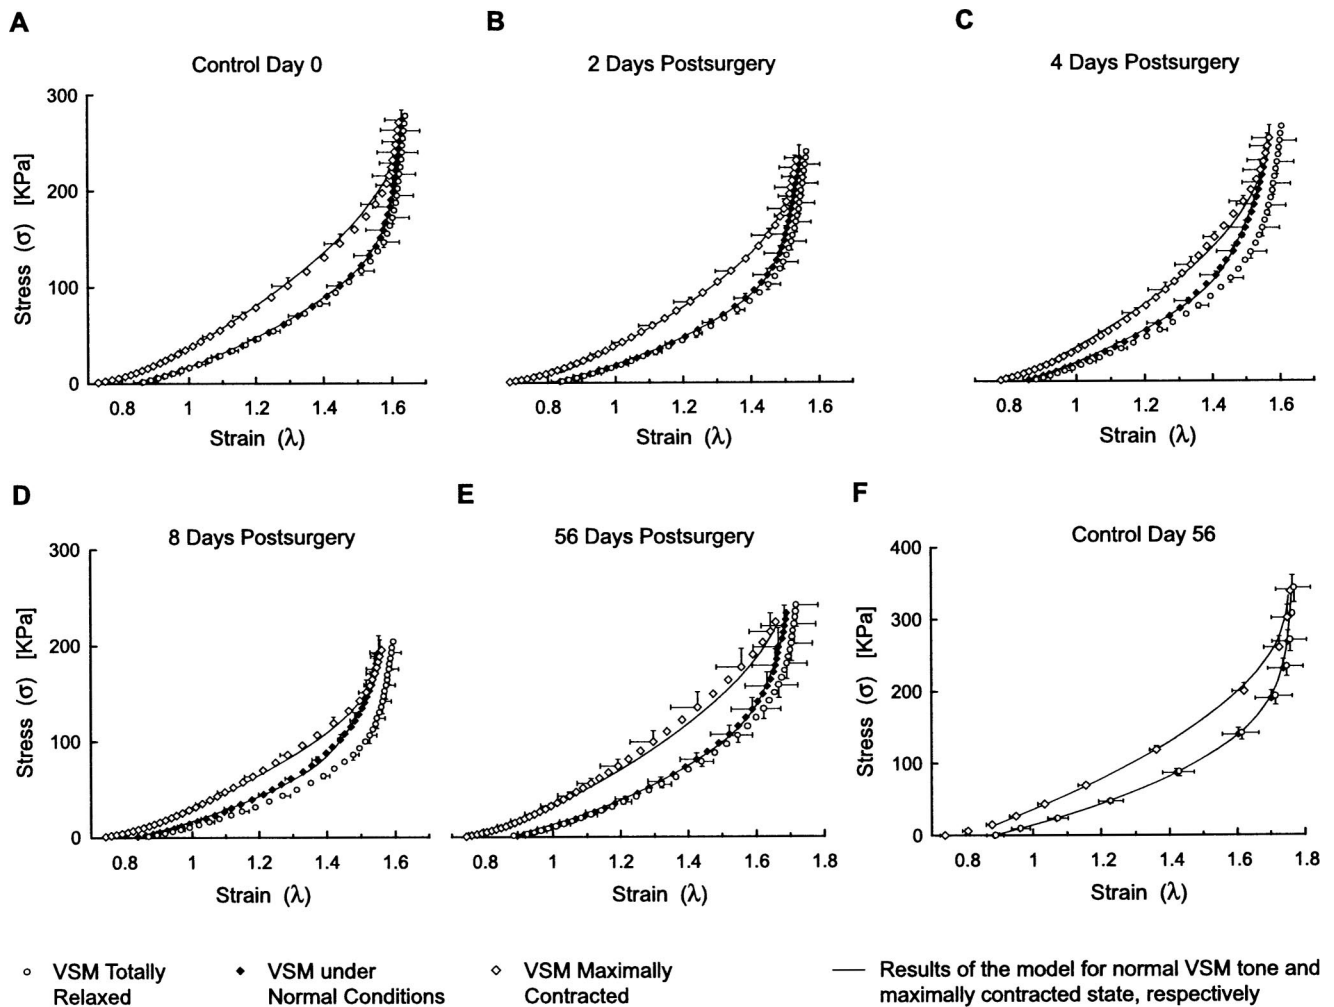 A
Control Day 0
300
200
100
0
Stress (σ) [KPa]
0.8 1 1.2 1.4 1.6
Strain (λ)
B
2 Days Postsurgery
0.8 1 1.2 1.4 1.6
Strain (λ)
C
4 Days Postsurgery
0.8 1 1.2 1.4 1.6
Strain (λ)
D
8 Days Postsurgery
300
200
100
0
Stress (σ) [KPa]
0.8 1 1.2 1.4 1.6
Strain (λ)
E
56 Days Postsurgery
300
200
100
0
Stress (σ) [KPa]
0.8 1 1.2 1.4 1.6 1.8
Strain (λ)
F
Control Day 56
400
300
200
100
0
Stress (σ) [KPa]
0.8 1 1.2 1.4 1.6 1.8
Strain (λ)
VSM Totally
Relaxed
VSM under
Normal Conditions
VSM Maximally
Contracted
Results of the model for normal VSM tone and
maximally contracted state, respectively